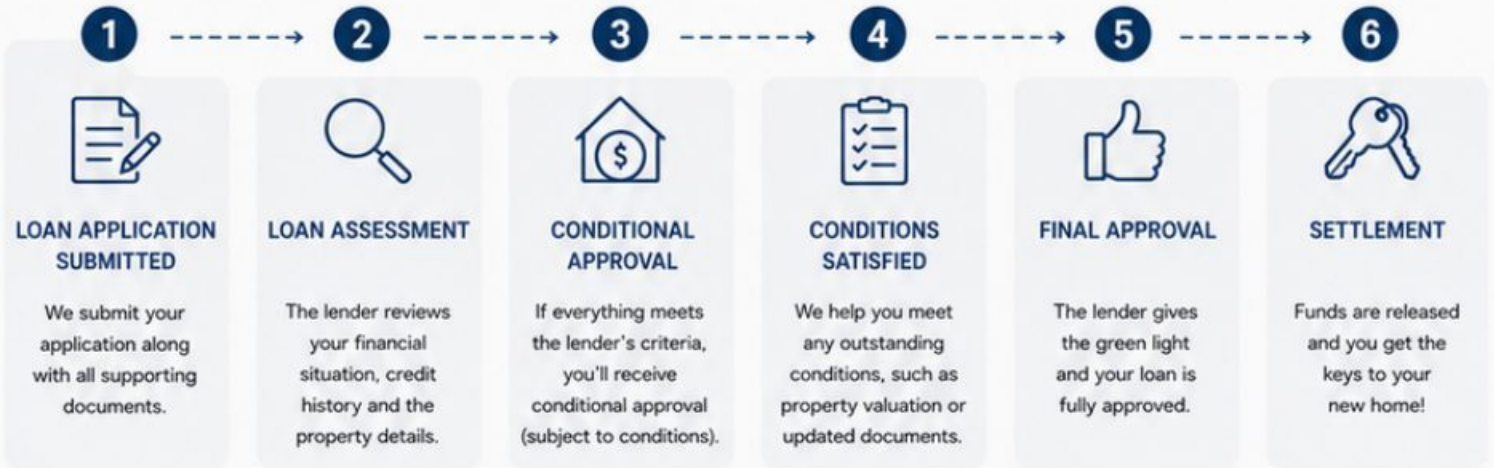 1
2
3
4
5
6
LOAN APPLICATION
SUBMITTED
We submit your
application along
with all supporting
documents.
LOAN ASSESSMENT
The lender reviews
your financial
situation, credit
history and the
property details.
$
CONDITIONAL
APPROVAL
If everything meets
the lender's criteria,
you'll receive
conditional approval
(subject to conditions).
CONDITIONS
SATISFIED
We help you meet
any outstanding
conditions, such as
property valuation or
updated documents.
FINAL APPROVAL
The lender gives
the green light
and your loan is
fully approved.
SETTLEMENT
Funds are released
and you get the
keys to your
new home!